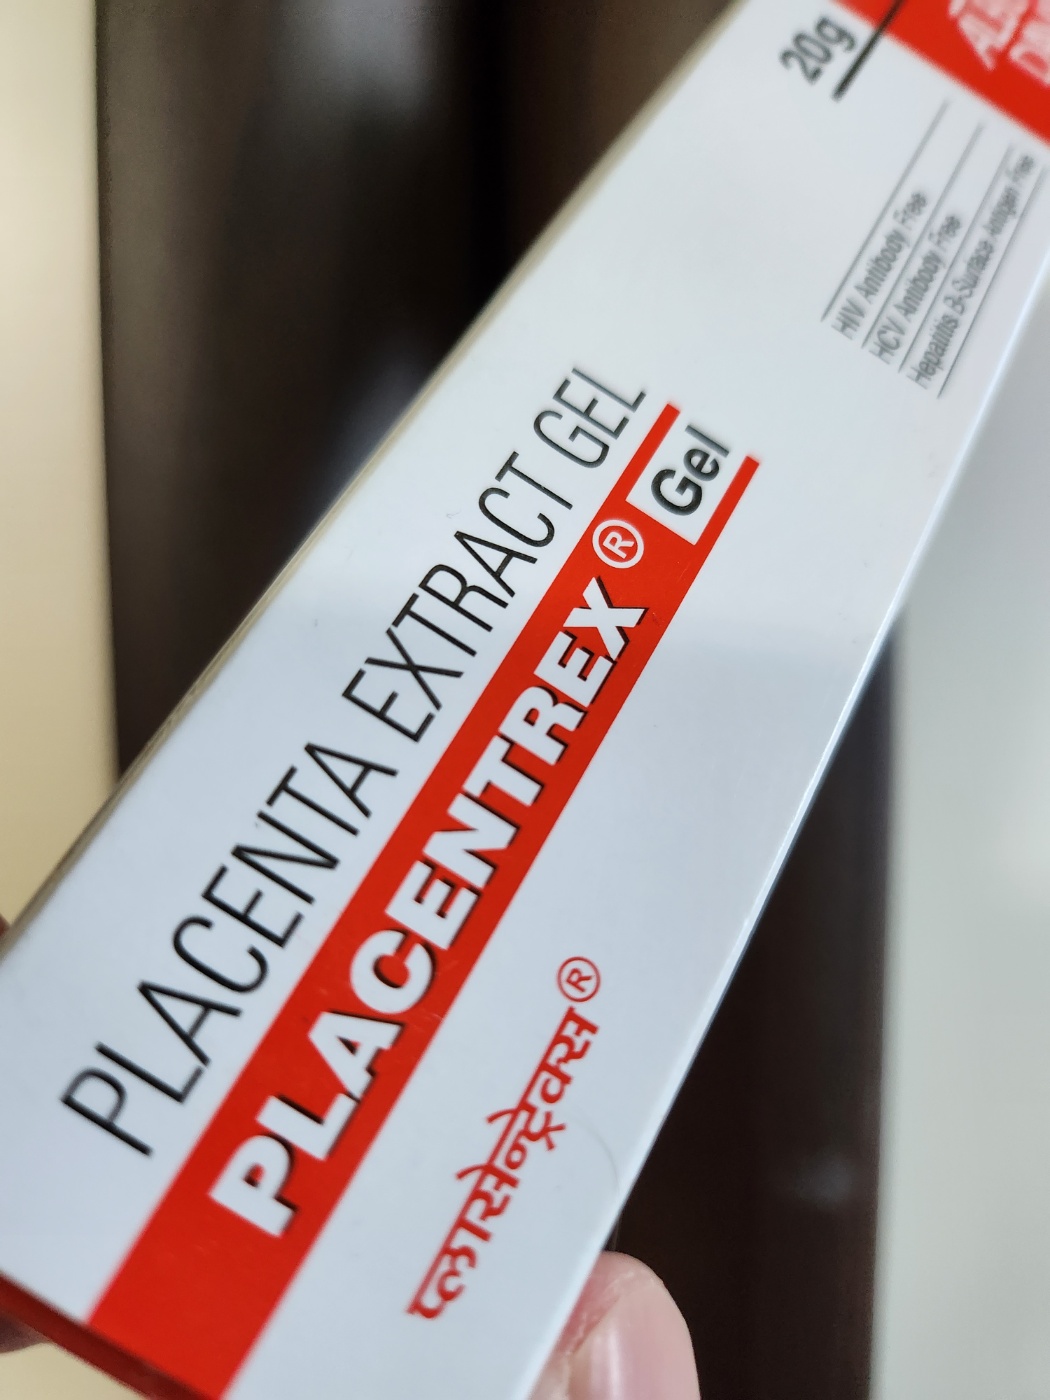 PLACENTA EXTRACT GEL
PLACENTREX® Gel
प्लासेन्ट्रेक्स®
20g
HIV Antibody Free
HCV Antibody Free
Hepatitis B-Surface Antigen Free